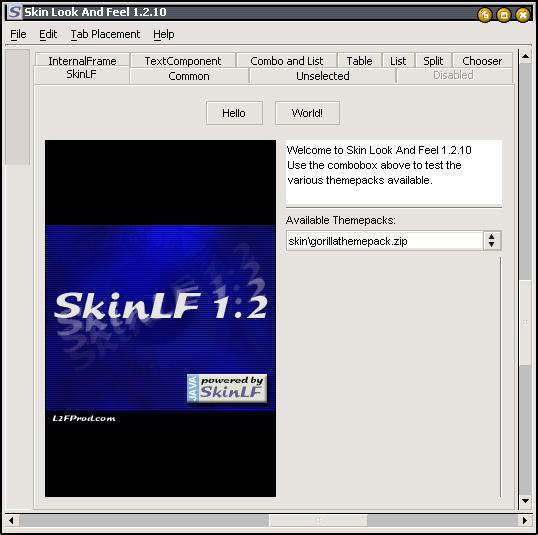 Skin Look And Feel 1.2.10
File Edit Tab Placement Help
InternalFrame TextComponent Combo and List Table List Split Chooser
SkinLF Common Unselected Disabled
Hello World!
Welcome to Skin Look And Feel 1.2.10
Use the combobox above to test the
various themepacks available.
Available Themepacks:
skin\gorillathemepack.zip
SkinLF 1.2
JAVA powered by
SkinLF
L2FProd.com